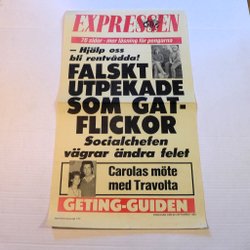 EXPRESSEN
76 sidor - mer läsning för pengarna
– Hjälp oss
bli rentvådda!
FALSKT
UTPEKADE
SOM GAT-
FLICKOR
Socialchefen
vägrar ändra felet
Carolas möte
med Travolta
GETING-GUIDEN